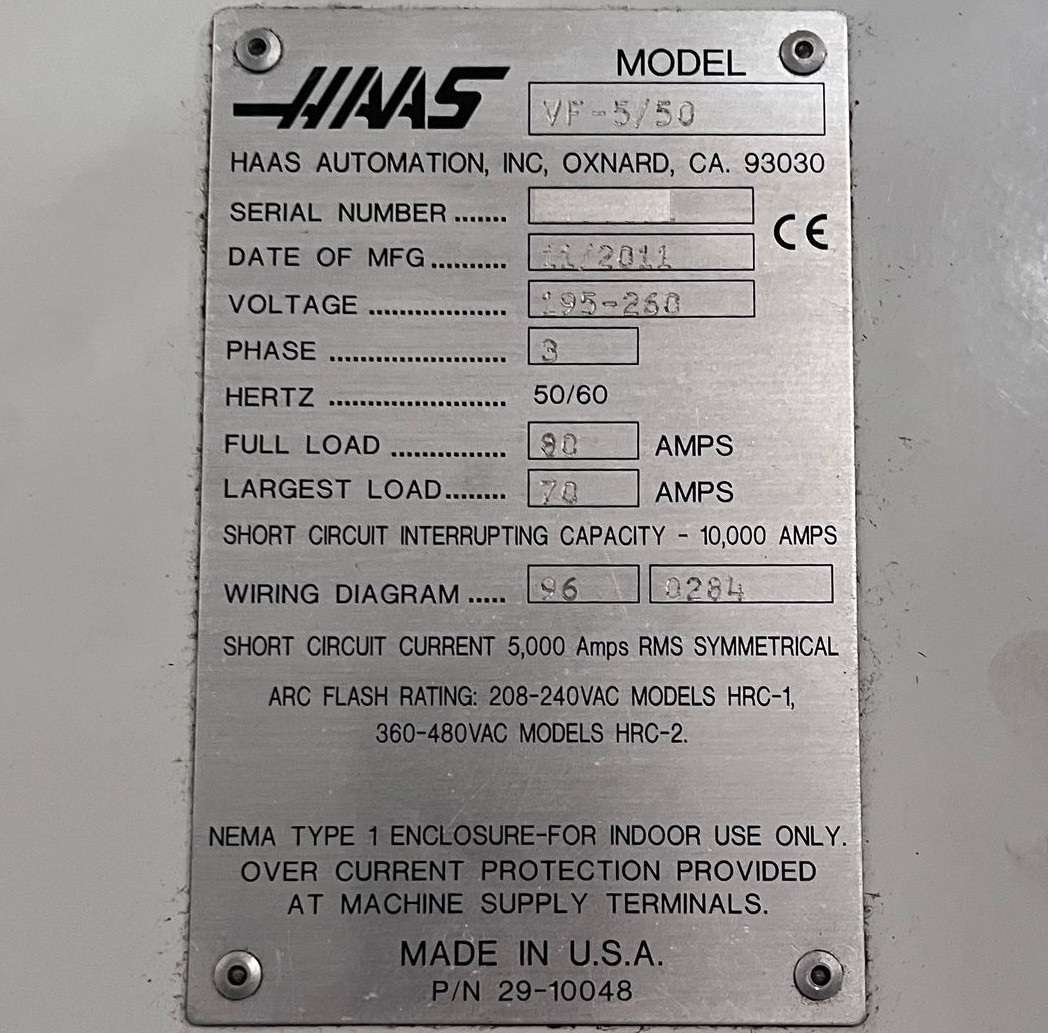 HAAS
MODEL
VF-5/50
HAAS AUTOMATION, INC, OXNARD, CA. 93030
SERIAL NUMBER .......
CE
DATE OF MFG .......... 11/2011
VOLTAGE .................. 195-260
PHASE ....................... 3
HERTZ ....................... 50/60
FULL LOAD ............... 80 AMPS
LARGEST LOAD ........ 70 AMPS
SHORT CIRCUIT INTERRUPTING CAPACITY - 10,000 AMPS
WIRING DIAGRAM ..... 96 0284
SHORT CIRCUIT CURRENT 5,000 Amps RMS SYMMETRICAL
ARC FLASH RATING: 208-240VAC MODELS HRC-1,
360-480VAC MODELS HRC-2.
NEMA TYPE 1 ENCLOSURE-FOR INDOOR USE ONLY.
OVER CURRENT PROTECTION PROVIDED
AT MACHINE SUPPLY TERMINALS.
MADE IN U.S.A.
P/N 29-10048